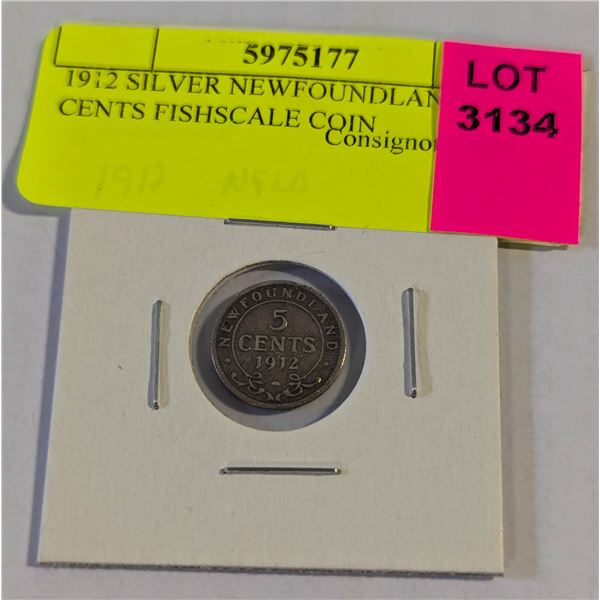 5975177
1912 SILVER NEWFOUNDLAN
CENTS FISHSCALE COIN
Consignor
LOT
3134
1912 NFLD
NEWFOUNDLAND
5
CENTS
1912